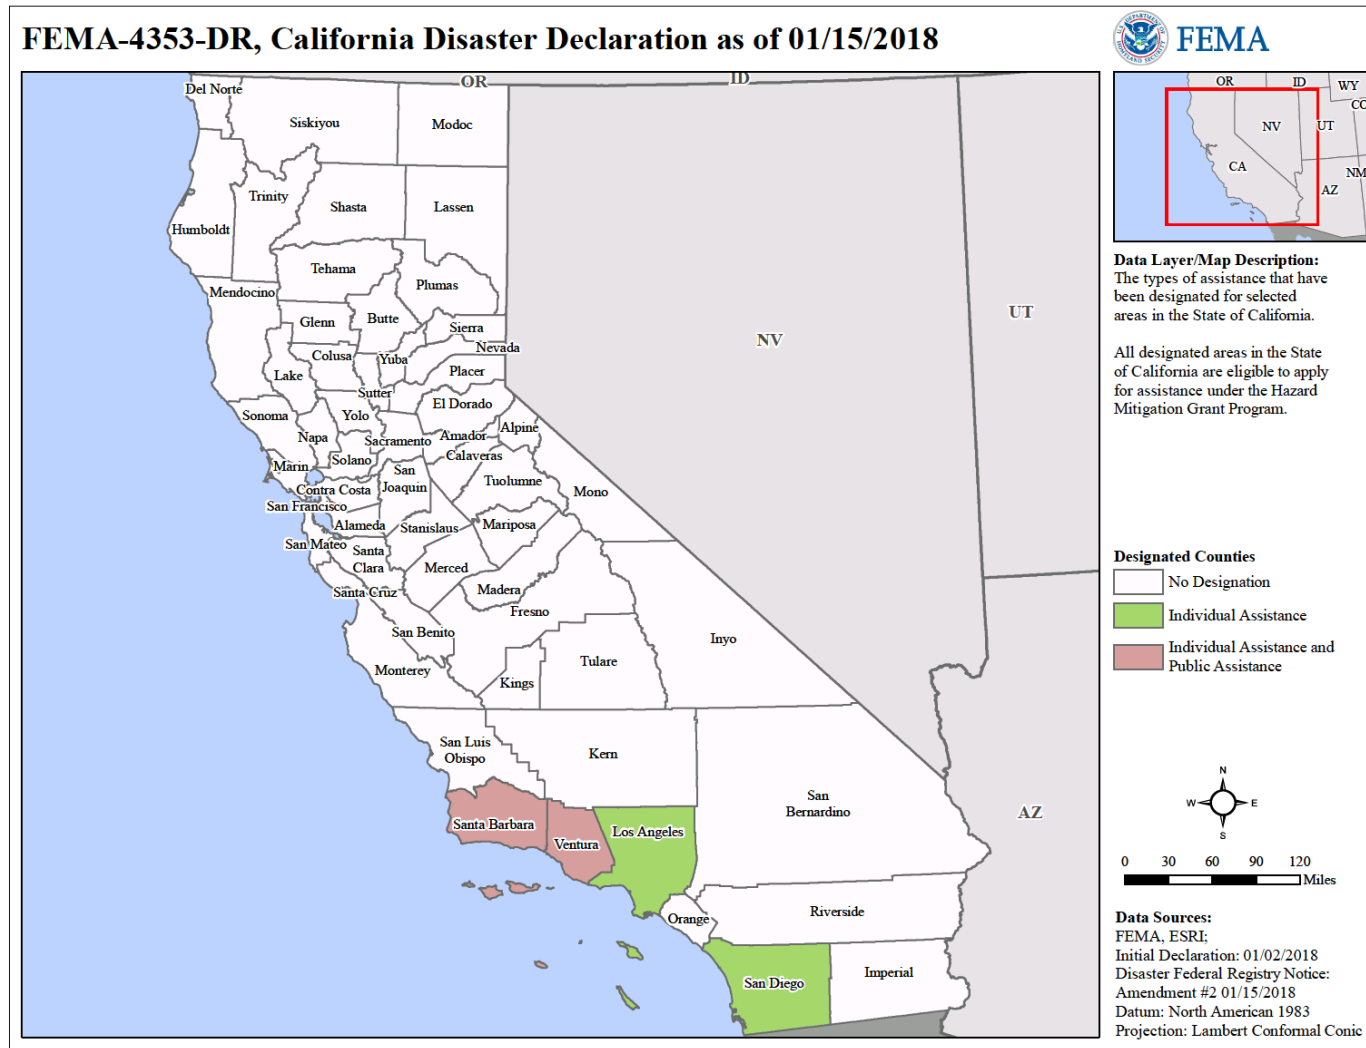 FEMA-4353-DR, California Disaster Declaration as of 01/15/2018
FEMA
OR
ID
Del Norte
Siskiyou
Modoc
Trinity
Shasta
Lassen
Humboldt
Tehama
Plumas
Mendocino
Glenn
Butte
Sierra
Colusa
Yuba
Nevada
Lake
Placer
Sutter
El Dorado
Sonoma
Yolo
Napa
Sacramento
Amador
Alpine
Marin
Solano
Calaveras
San
Joaquin
Contra Costa
Tuolumne
Mono
San Francisco
Alameda
Stanislaus
Mariposa
San Mateo
Santa
Clara
Merced
Santa Cruz
Madera
Fresno
San Benito
Inyo
Monterey
Kings
Tulare
San Luis
Obispo
Kern
San
Bernardino
Santa Barbara
Ventura
Los Angeles
Orange
Riverside
San Diego
Imperial
NV
UT
AZ
OR
ID
WY
CO
NV
UT
CA
AZ
NM
Data Layer/Map Description:
The types of assistance that have
been designated for selected
areas in the State of California.
All designated areas in the State
of California are eligible to apply
for assistance under the Hazard
Mitigation Grant Program.
Designated Counties
No Designation
Individual Assistance
Individual Assistance and
Public Assistance
N
W E
S
0 30 60 90 120
Miles
Data Sources:
FEMA, ESRI;
Initial Declaration: 01/02/2018
Disaster Federal Registry Notice:
Amendment #2 01/15/2018
Datum: North American 1983
Projection: Lambert Conformal Conic